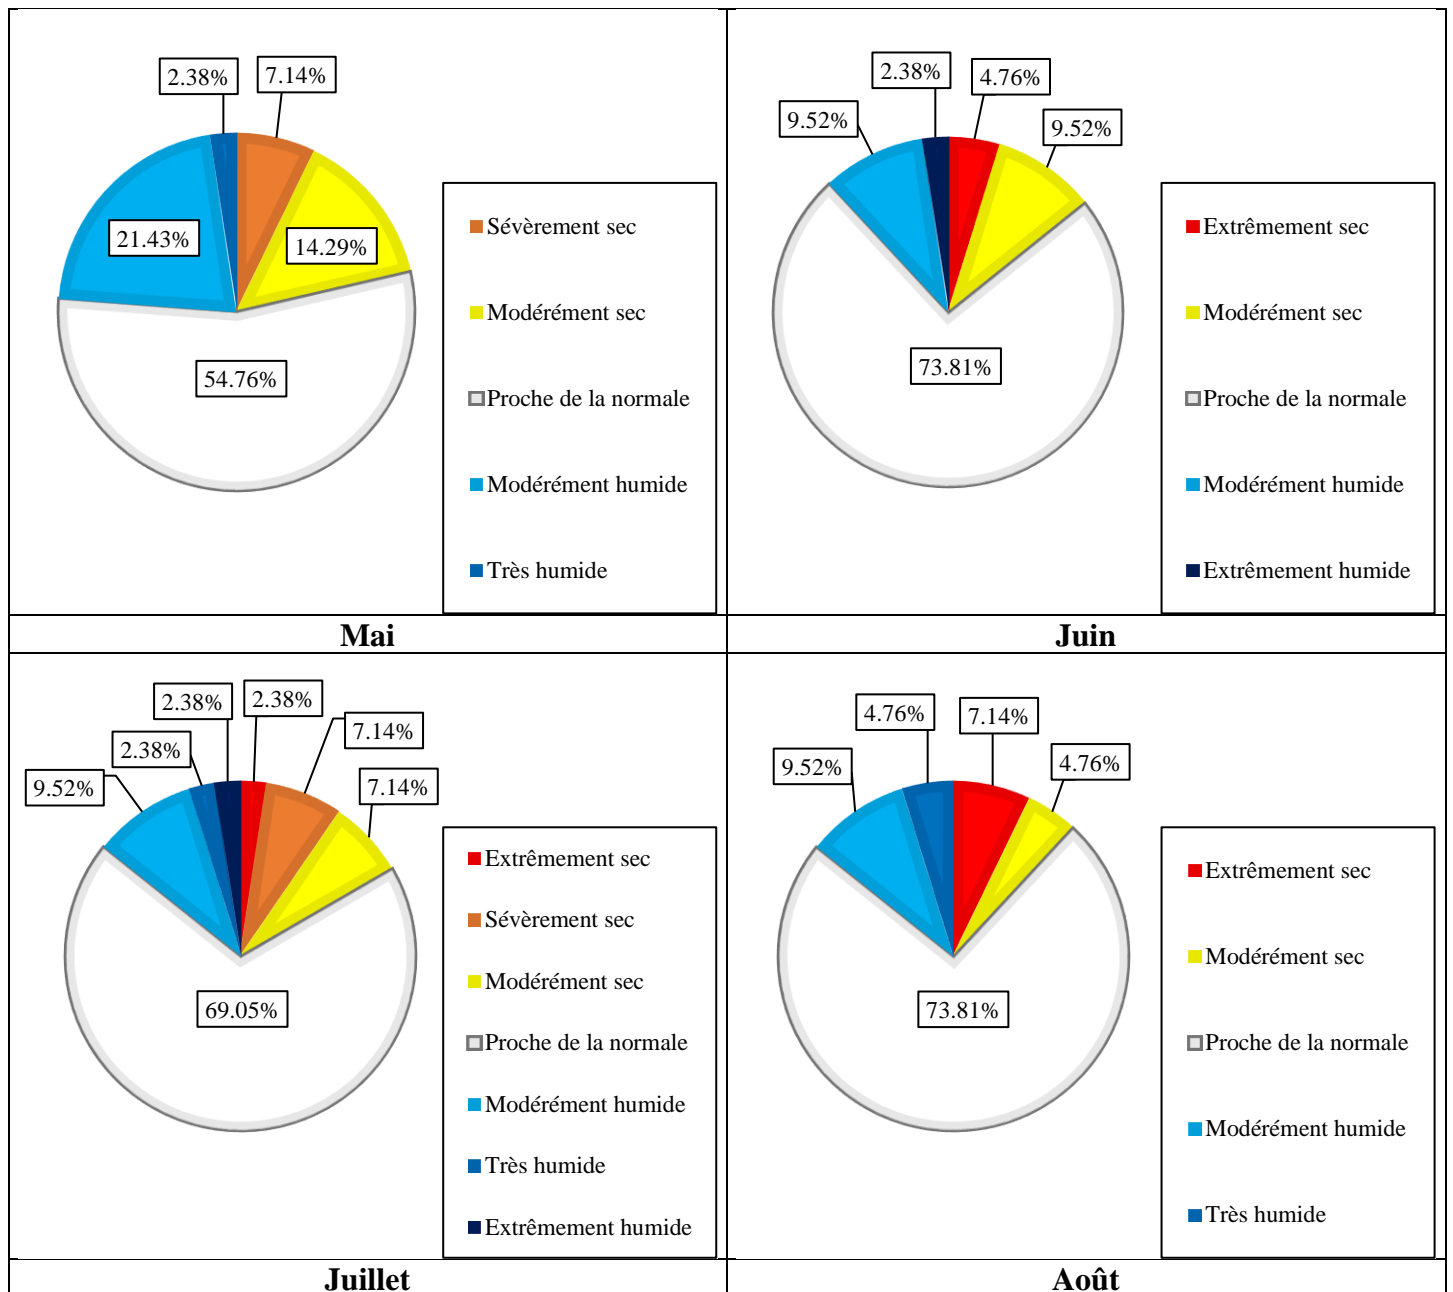 2.38%
7.14%
21.43%
14.29%
54.76%
Sévèrement sec
Modérément sec
Proche de la normale
Modérément humide
Très humide
Mai
2.38%
4.76%
9.52%
9.52%
73.81%
Extrêmement sec
Modérément sec
Proche de la normale
Modérément humide
Extrêmement humide
Juin
2.38%
2.38%
2.38%
7.14%
9.52%
7.14%
69.05%
Extrêmement sec
Sévèrement sec
Modérément sec
Proche de la normale
Modérément humide
Très humide
Extrêmement humide
Juillet
4.76%
7.14%
9.52%
4.76%
73.81%
Extrêmement sec
Modérément sec
Proche de la normale
Modérément humide
Très humide
Août